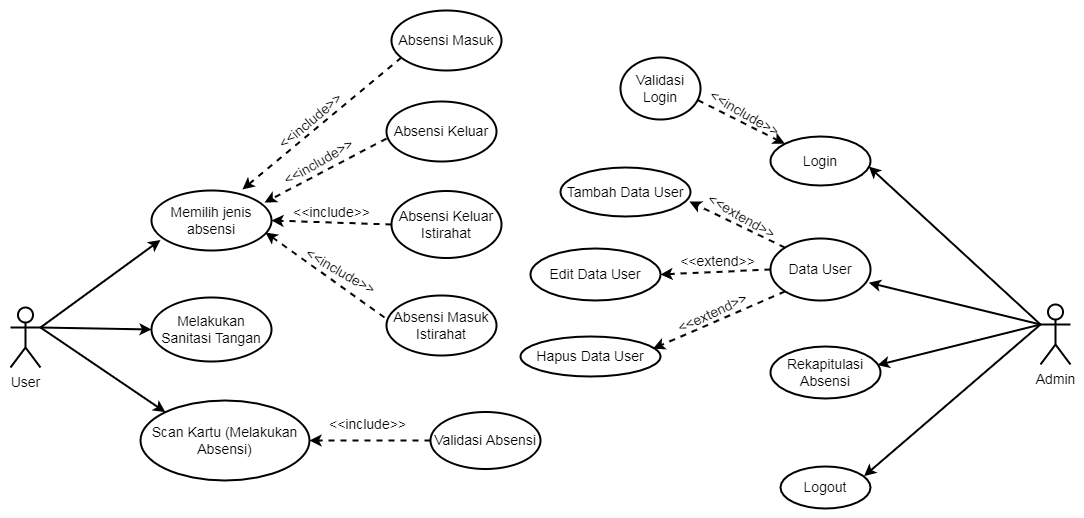 Absensi Masuk
<<include>>
Absensi Keluar
<<include>>
Memilih jenis
absensi
<<include>>
Absensi Keluar
Istirahat
<<include>>
Absensi Masuk
Istirahat
Melakukan
Sanitasi Tangan
User
Scan Kartu (Melakukan
Absensi)
<<include>>
Validasi Absensi
Validasi
Login
<<include>>
Login
Tambah Data User
<<extend>>
Edit Data User
<<extend>>
Data User
<<extend>>
Hapus Data User
Rekapitulasi
Absensi
Admin
Logout